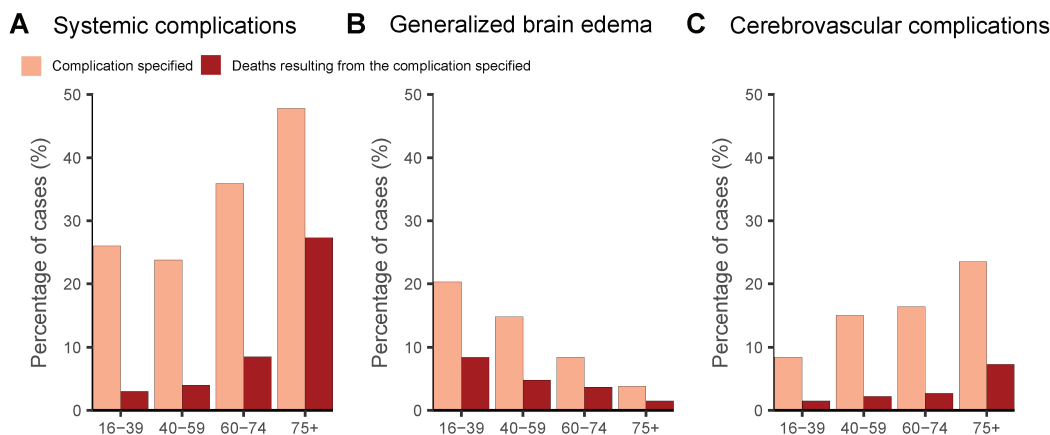 A Systemic complications
B Generalized brain edema
C Cerebrovascular complications
Complication specified
Deaths resulting from the complication specified
Percentage of cases (%)
50
40
30
20
10
0
16–39 40–59 60–74 75+
Percentage of cases (%)
50
40
30
20
10
0
16–39 40–59 60–74 75+
Percentage of cases (%)
50
40
30
20
10
0
16–39 40–59 60–74 75+